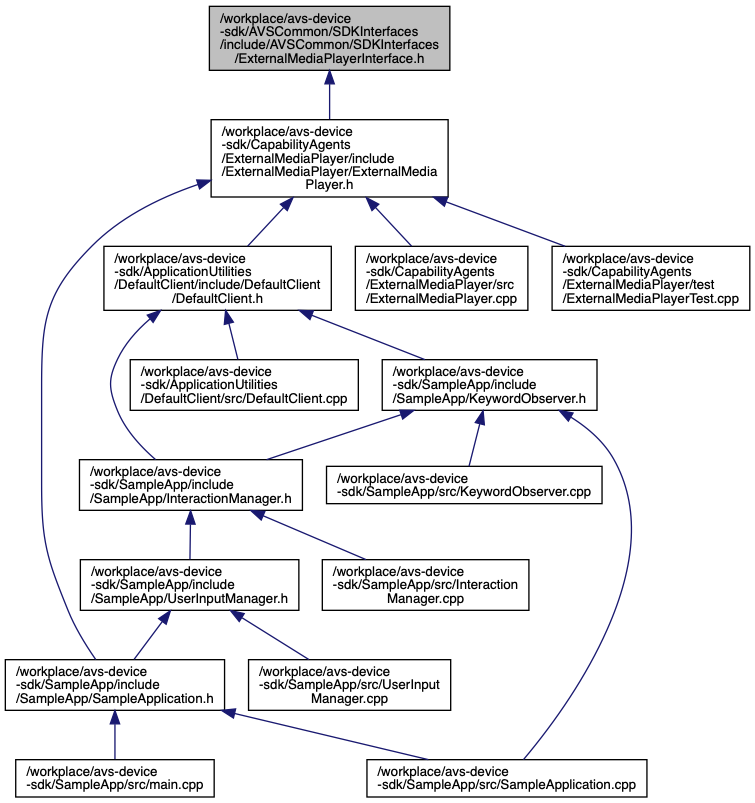 /workplace/avs-device
-sdk/AVSCommon/SDKInterfaces
/include/AVSCommon/SDKInterfaces
/ExternalMediaPlayerInterface.h
/workplace/avs-device
-sdk/CapabilityAgents
/ExternalMediaPlayer/include
/ExternalMediaPlayer/ExternalMedia
Player.h
/workplace/avs-device
-sdk/ApplicationUtilities
/DefaultClient/include/DefaultClient
/DefaultClient.h
/workplace/avs-device
-sdk/CapabilityAgents
/ExternalMediaPlayer/src
/ExternalMediaPlayer.cpp
/workplace/avs-device
-sdk/CapabilityAgents
/ExternalMediaPlayer/test
/ExternalMediaPlayerTest.cpp
/workplace/avs-device
-sdk/ApplicationUtilities
/DefaultClient/src/DefaultClient.cpp
/workplace/avs-device
-sdk/SampleApp/include
/SampleApp/KeywordObserver.h
/workplace/avs-device
-sdk/SampleApp/include
/SampleApp/InteractionManager.h
/workplace/avs-device
-sdk/SampleApp/src/KeywordObserver.cpp
/workplace/avs-device
-sdk/SampleApp/include
/SampleApp/UserInputManager.h
/workplace/avs-device
-sdk/SampleApp/src/Interaction
Manager.cpp
/workplace/avs-device
-sdk/SampleApp/include
/SampleApp/SampleApplication.h
/workplace/avs-device
-sdk/SampleApp/src/UserInput
Manager.cpp
/workplace/avs-device
-sdk/SampleApp/src/main.cpp
/workplace/avs-device
-sdk/SampleApp/src/SampleApplication.cpp